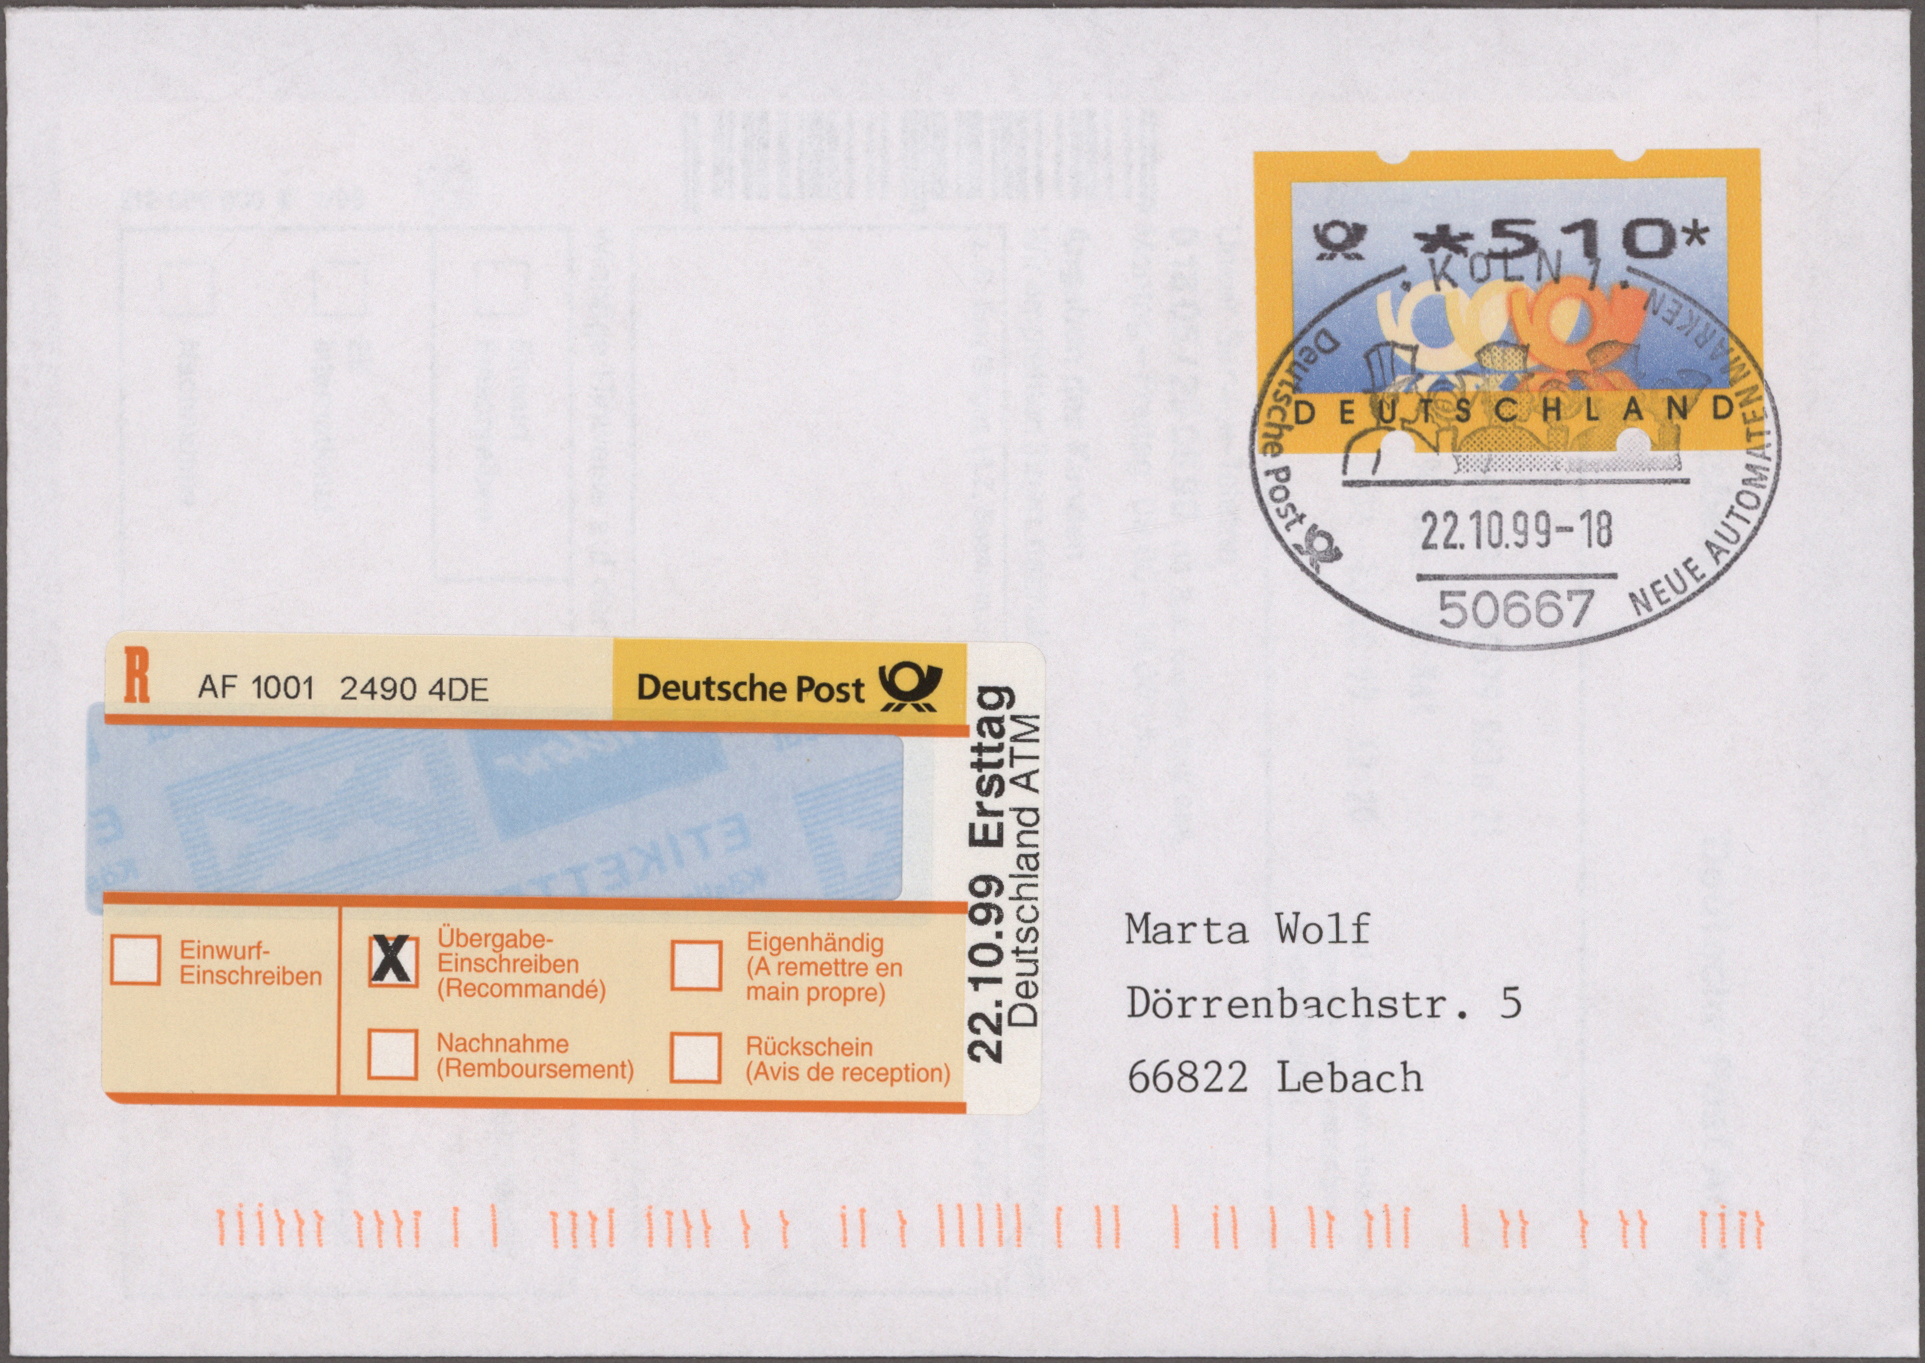 *510*
DEUTSCHLAND
KÖLN 1
Deutsche Post
NEUE AUTOMATENMARKEN
22.10.99-18
50667
R AF 1001 2490 4DE
Deutsche Post
22.10.99 Ersttag
Deutschland ATM
ETIKETTE
Einwurf-
Einschreiben
X
Übergabe-
Einschreiben
(Recommandé)
Eigenhändig
(A remettre en
main propre)
Nachnahme
(Remboursement)
Rückschein
(Avis de reception)
Marta Wolf
Dörrenbachstr. 5
66822 Lebach